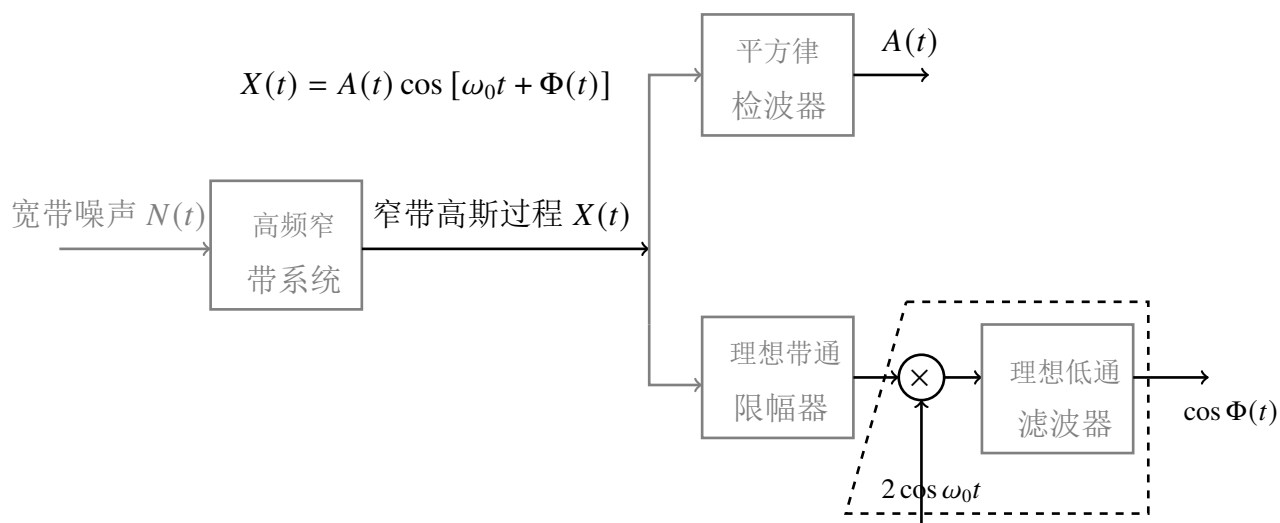 平方律
检波器
A(t)
X(t) = A(t) cos [ω₀t + Φ(t)]
宽带噪声 N(t)
高频窄
带系统
窄带高斯过程 X(t)
理想带通
限幅器
×
理想低通
滤波器
cos Φ(t)
2 cos ω₀t